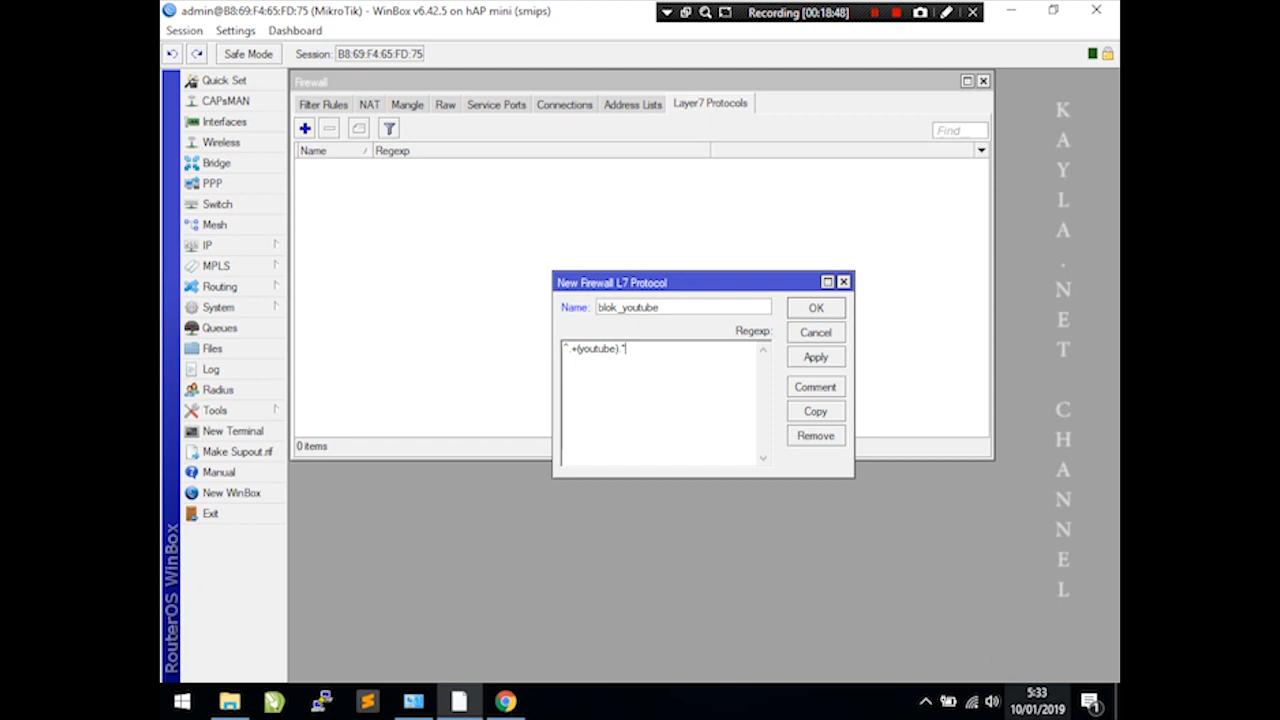 admin@B8:69:F4:65:FD:75 (MikroTik) - WinBox v6.42.5 on hAP mini (smips)
Recording [00:18:48]
Session Settings Dashboard
Safe Mode Session: B8:69:F4:65:FD:75
Quick Set
CAPsMAN
Interfaces
Wireless
Bridge
PPP
Switch
Mesh
IP
MPLS
Routing
System
Queues
Files
Log
Radius
Tools
New Terminal
Make Supout.rif
Manual
New WinBox
Exit
RouterOS WinBox
Firewall
Filter Rules NAT Mangle Raw Service Ports Connections Address Lists Layer7 Protocols
Find
Name / Regexp
0 items
New Firewall L7 Protocol
Name: blok_youtube
Regexp:
^.+(youtube).*
OK
Cancel
Apply
Comment
Copy
Remove
KAYLA.NET CHANNEL
5:33
10/01/2019
1